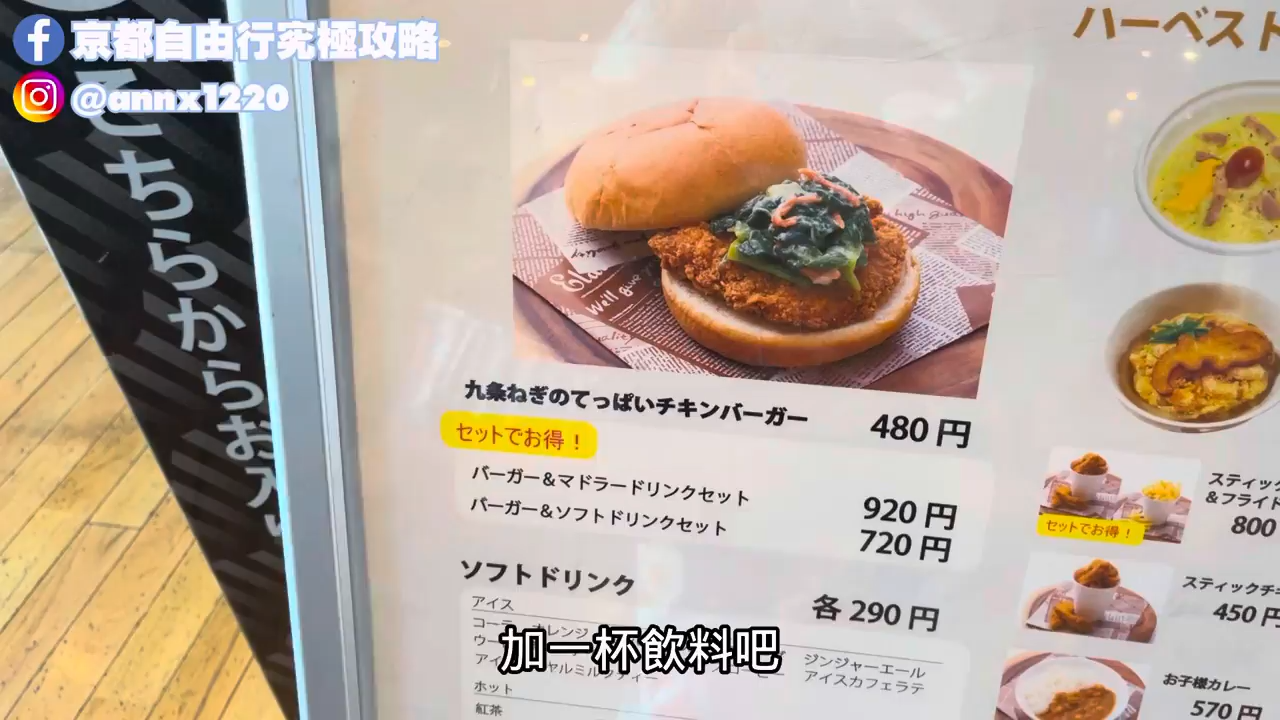 京都自由行究極攻略
@annx1220
こちらからお入り
ハーベスト
九条ねぎのてっぱいチキンバーガー 480円
セットでお得！
バーガー＆マドラードリンクセット 920円
バーガー＆ソフトドリンクセット 720円
ソフトドリンク 各290円
アイス
ジンジャーエール
アイスカフェラテ
ホット
紅茶
加一杯飲料吧
スティック
＆フライド
800
セットでお得！
スティックチ
450円
お子様カレー
570円